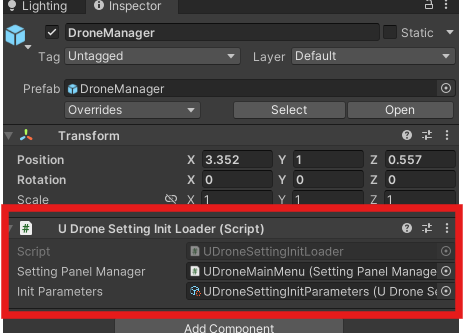 Lighting Inspector
DroneManager Static
Tag Untagged Layer Default
Prefab DroneManager
Overrides Select Open
Transform
Position X 3.352 Y 1 Z 0.557
Rotation X 0 Y 0 Z 0
Scale X 1 Y 1 Z 1
U Drone Setting Init Loader (Script)
Script UDroneSettingInitLoader
Setting Panel Manager UDroneMainMenu (Setting Panel Manage
Init Parameters UDroneSettingInitParameters (U Drone Se
Add Component